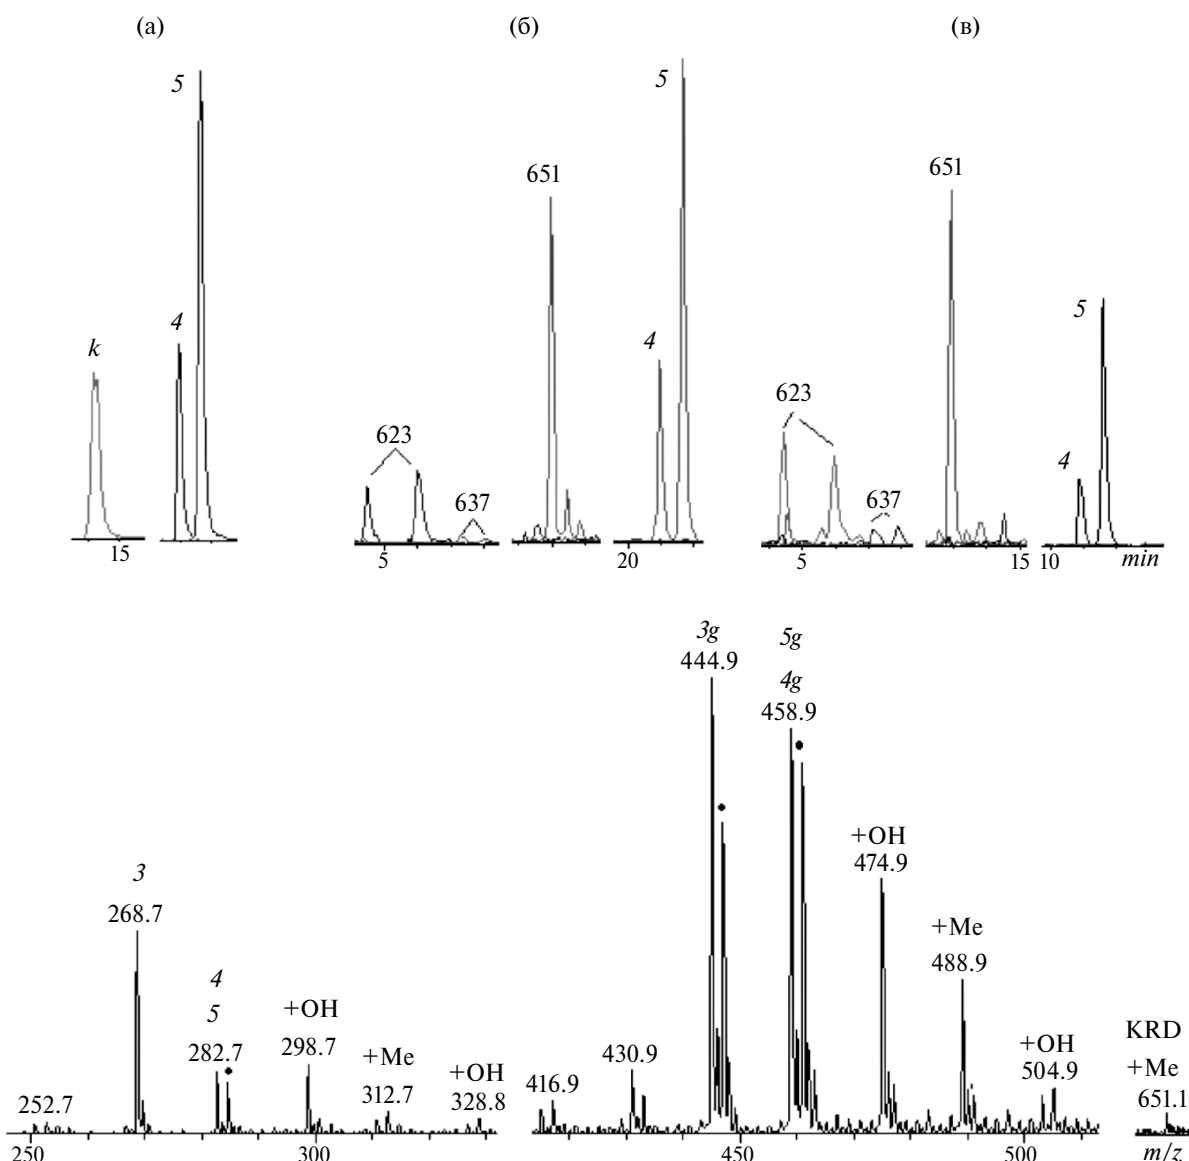 (а) (б) (в)
5
5
651 651
k 4
4 5
623 623
4
637 637
15 5 20 5 15 10 min
3g 5g
444.9
4g
458.9
+OH
474.9
3
268.7
+Me
488.9
4
5 +OH
282.7 298.7
KRD
+Me 430.9 +OH +Me
312.7 +OH 504.9
328.8 416.9 651.1
252.7
250 300 450 500 m/z